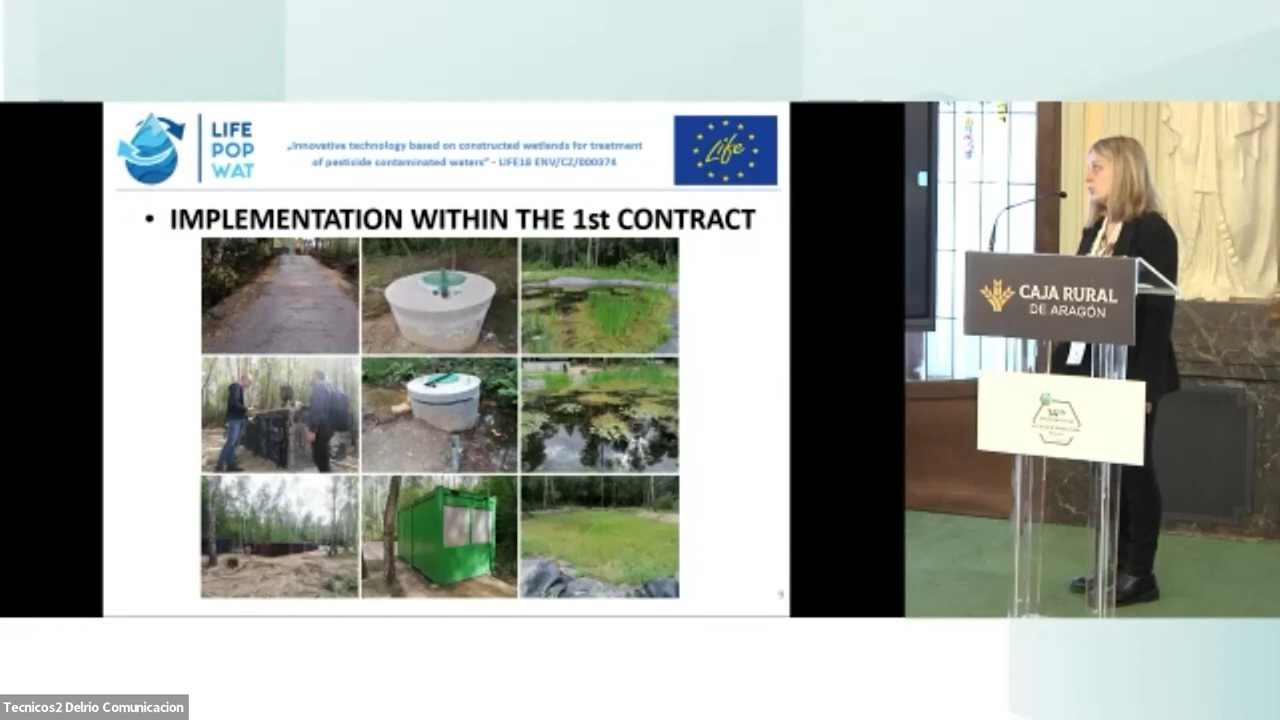 LIFE
POP
WAT
„Innovative technology based on constructed wetlands for treatment
of pesticide contaminated waters" - LIFE18 ENV/CZ/000374
Life
• IMPLEMENTATION WITHIN THE 1st CONTRACT
9
CAJA RURAL
DE ARAGÓN
14th
Tecnicos2 Delrio Comunicacion